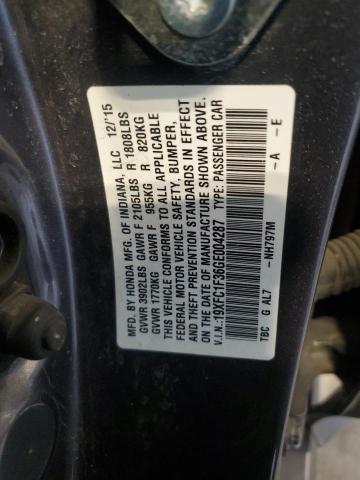 MFD. BY HONDA MFG. OF INDIANA, LLC 12/'15
GVWR 3902LBS GAWR F 2105LBS R 1808LBS
GVWR 1770KG GAWR F 955KG R 820KG
THIS VEHICLE CONFORMS TO ALL APPLICABLE
FEDERAL MOTOR VEHICLE SAFETY, BUMPER,
AND THEFT PREVENTION STANDARDS IN EFFECT
ON THE DATE OF MANUFACTURE SHOWN ABOVE.
V.I.N.:19XFC1F36GE004287 TYPE: PASSENGER CAR
TBC G AL7 -NH797M -A -E